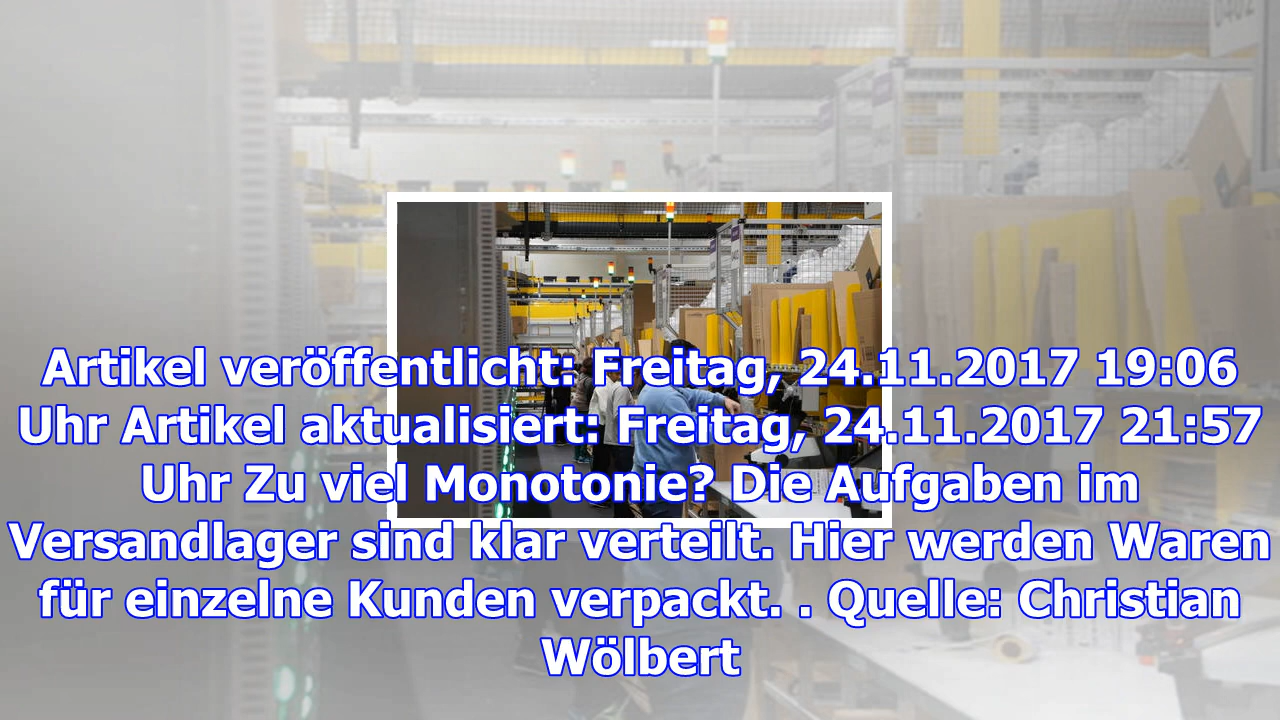 Artikel veröffentlicht: Freitag, 24.11.2017 19:06
Uhr Artikel aktualisiert: Freitag, 24.11.2017 21:57
Uhr Zu viel Monotonie? Die Aufgaben im
Versandlager sind klar verteilt. Hier werden Waren
für einzelne Kunden verpackt. . Quelle: Christian
Wölbert